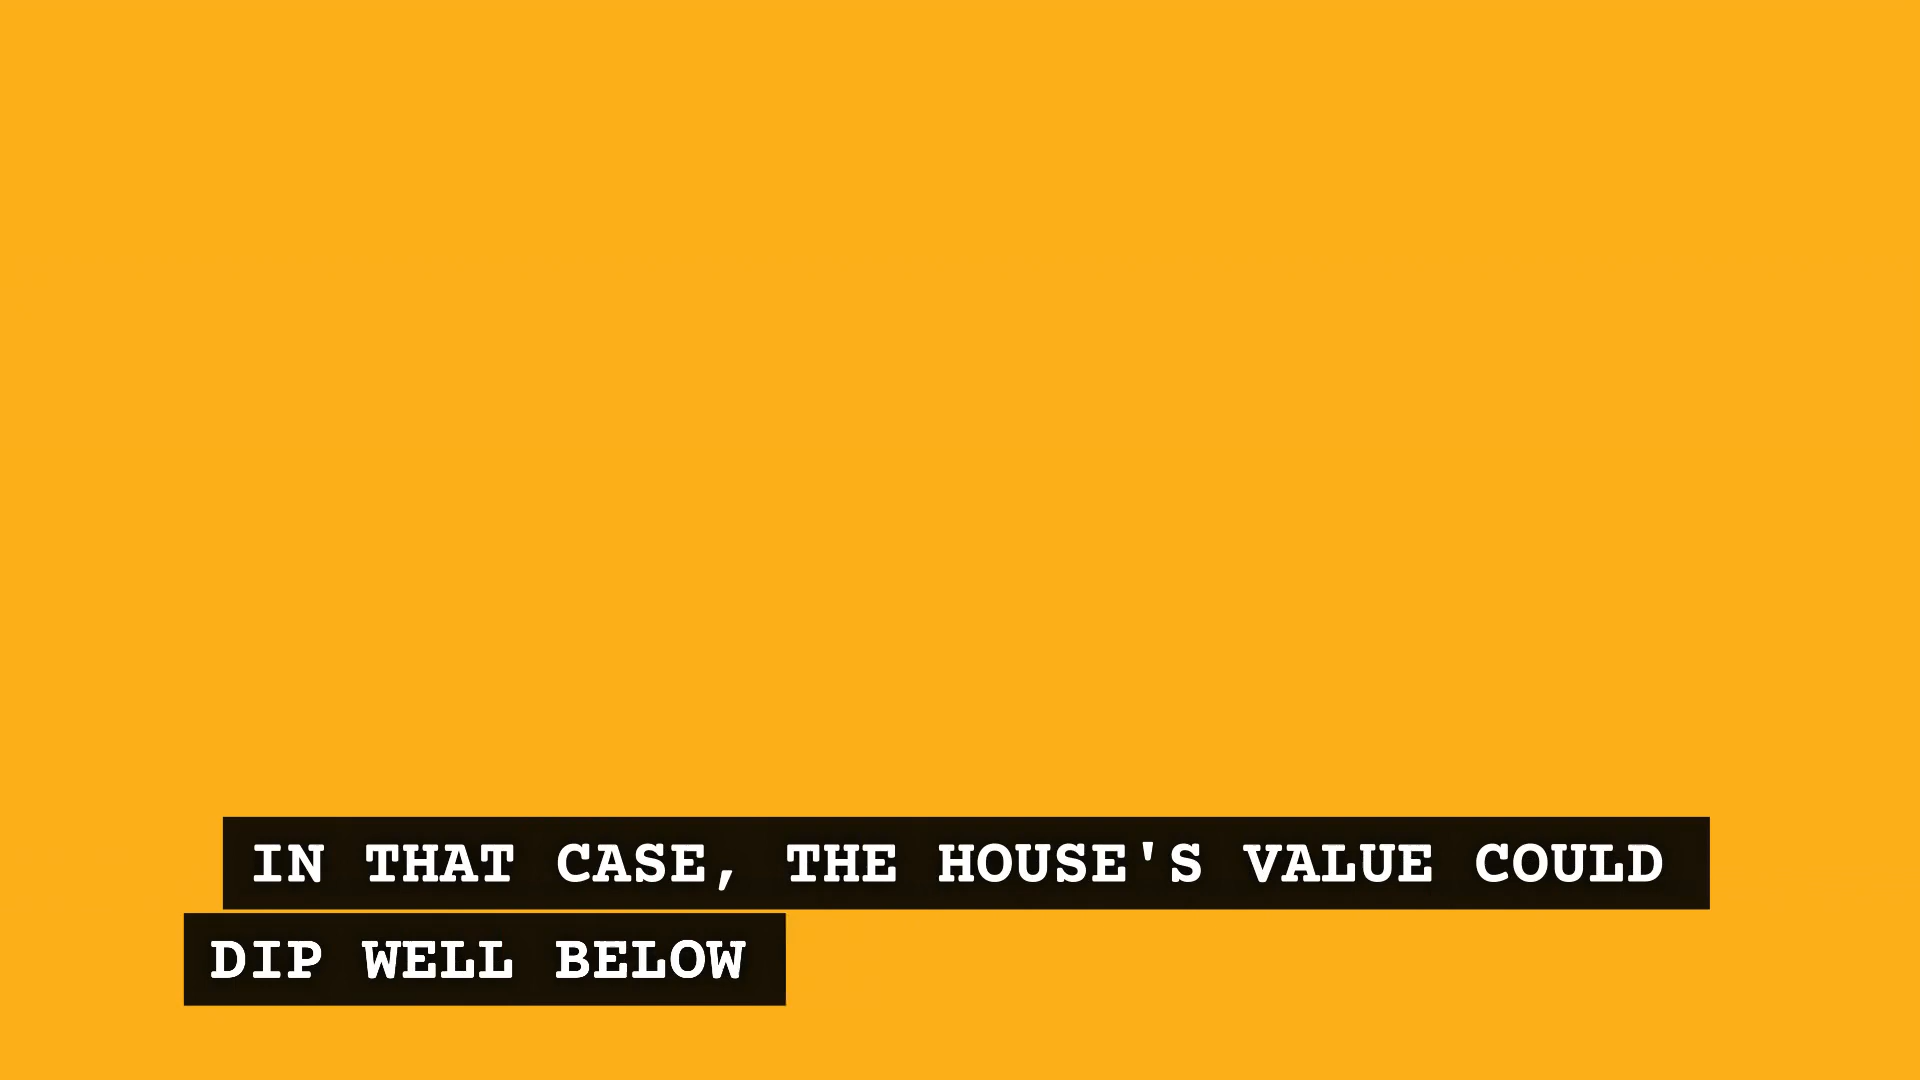 IN THAT CASE, THE HOUSE'S VALUE COULD
DIP WELL BELOW